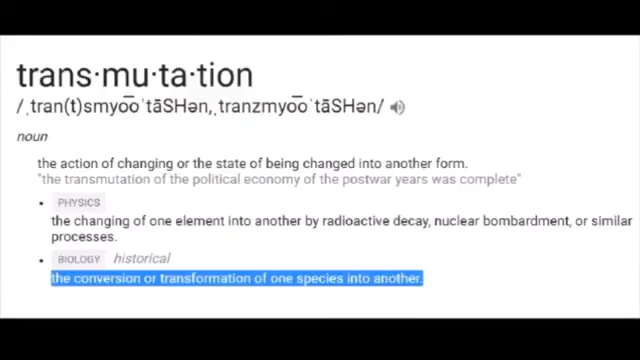 trans·mu·ta·tion
/ˌtran(t)smyo͞oˈtāSHən,ˌtranzmyo͞oˈtāSHən/
noun
the action of changing or the state of being changed into another form.
"the transmutation of the political economy of the postwar years was complete"
• PHYSICS
the changing of one element into another by radioactive decay, nuclear bombardment, or similar
processes.
• BIOLOGY historical
the conversion or transformation of one species into another.